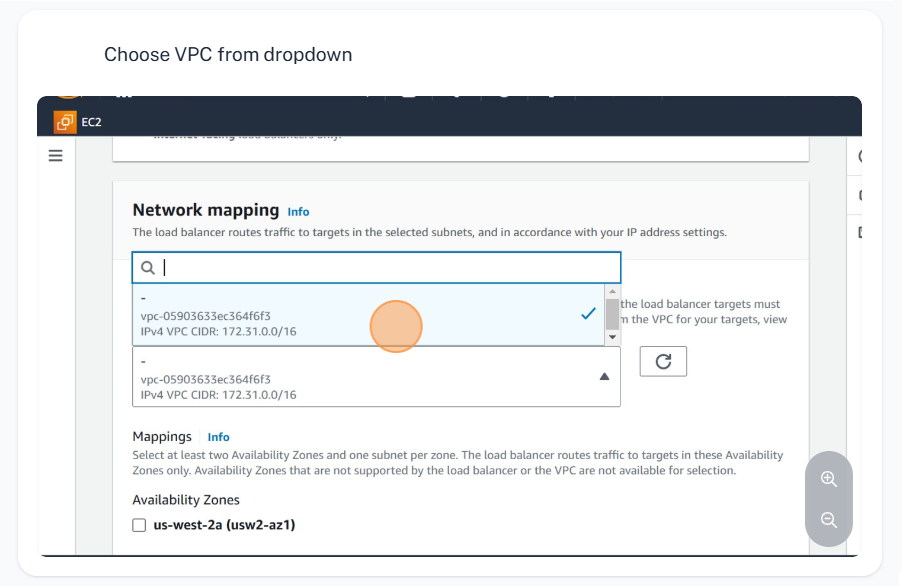 Choose VPC from dropdown
EC2
Network mapping Info
The load balancer routes traffic to targets in the selected subnets, and in accordance with your IP address settings.
-
vpc-05903633ec364f6f3
IPv4 VPC CIDR: 172.31.0.0/16
the load balancer targets must
the VPC for your targets, view
-
vpc-05903633ec364f6f3
IPv4 VPC CIDR: 172.31.0.0/16
Mappings Info
Select at least two Availability Zones and one subnet per zone. The load balancer routes traffic to targets in these Availability
Zones only. Availability Zones that are not supported by the load balancer or the VPC are not available for selection.
Availability Zones
us-west-2a (usw2-az1)